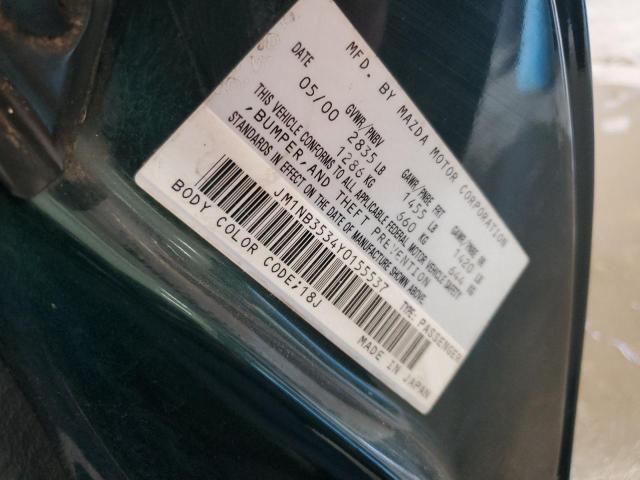 MFD. BY MAZDA MOTOR CORPORATION
DATE GVWR/PNBV GAWR/PNBE FRT GAWR/PNBE RR
05/00 2835 LB 1455 LB 1420 LB
1286 KG 660 KG 644 KG
THIS VEHICLE CONFORMS TO ALL APPLICABLE FEDERAL MOTOR VEHICLE SAFETY
, BUMPER, AND THEFT PREVENTION
STANDARDS IN EFFECT ON THE DATE OF MANUFACTURE SHOWN ABOVE.
JM1NB3534Y0155537 TYPE: PASSENGER
BODY COLOR CODE;18J MADE IN JAPAN